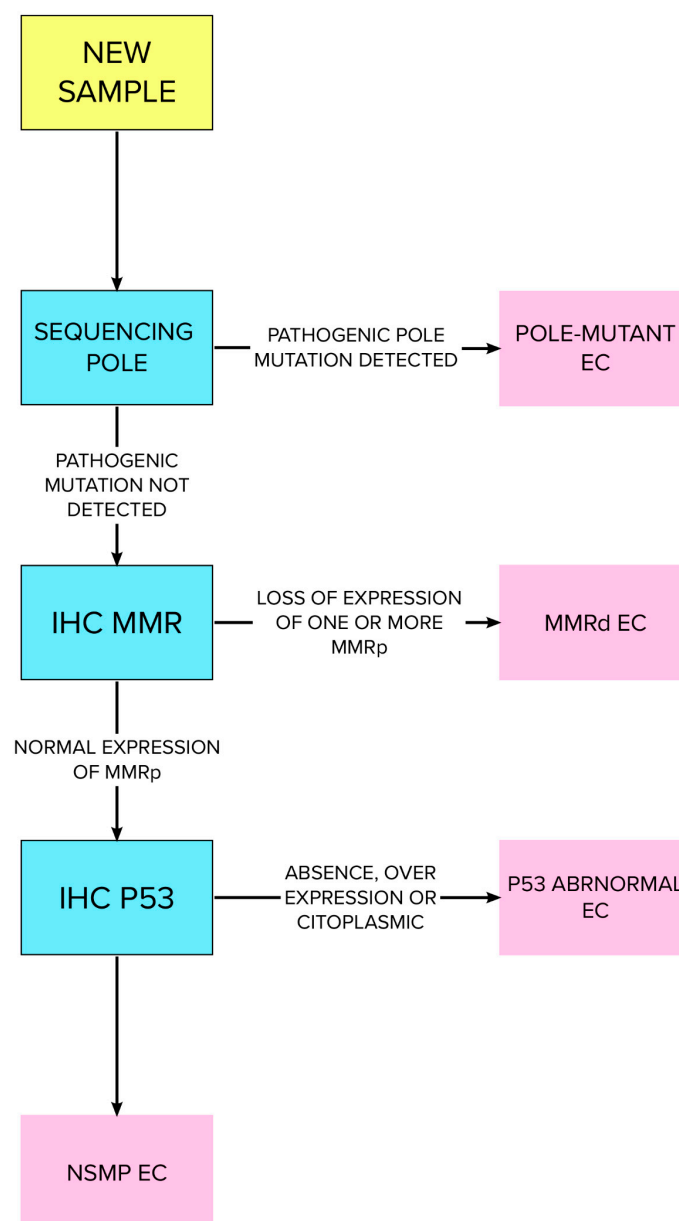 NEW
SAMPLE
SEQUENCING
POLE
PATHOGENIC POLE
MUTATION DETECTED
POLE-MUTANT
EC
PATHOGENIC
MUTATION NOT
DETECTED
IHC MMR
LOSS OF EXPRESSION
OF ONE OR MORE
MMRp
MMRd EC
NORMAL EXPRESSION
OF MMRp
IHC P53
ABSENCE, OVER
EXPRESSION OR
CITOPLASMIC
P53 ABRNORMAL
EC
NSMP EC